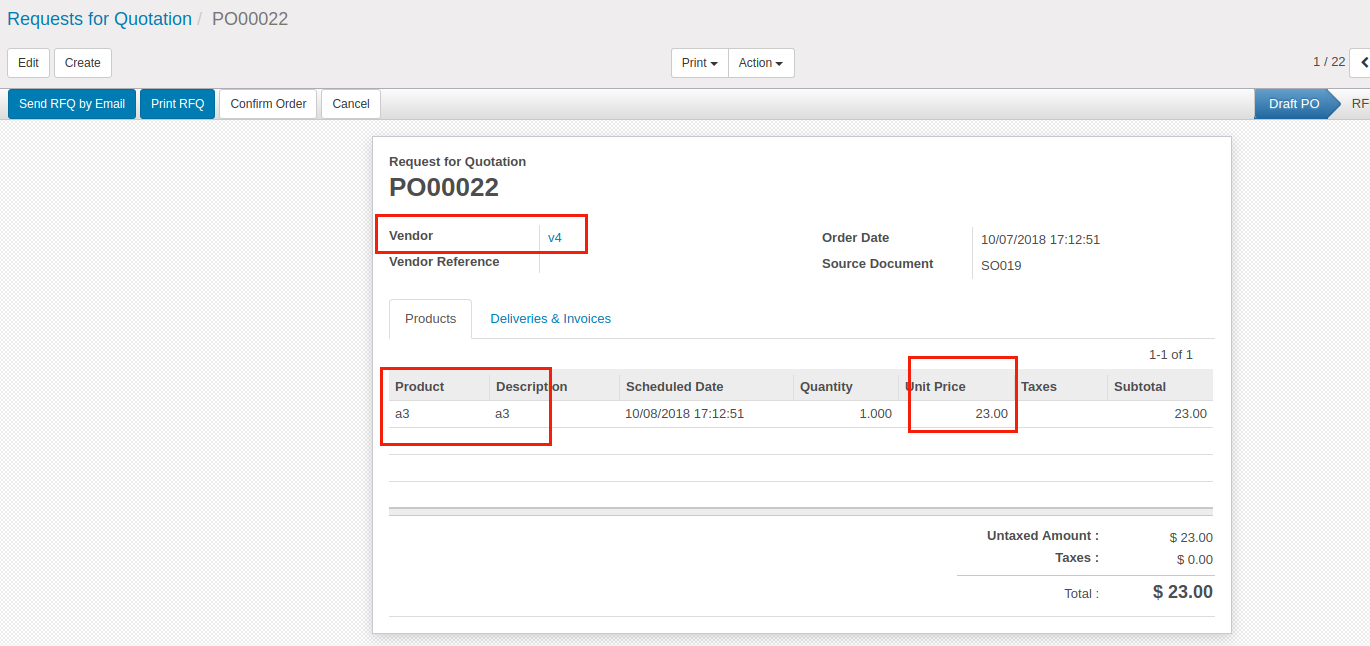 Requests for Quotation / PO00022
Edit Create Print Action 1 / 22
Send RFQ by Email Print RFQ Confirm Order Cancel Draft PO RF
Request for Quotation
PO00022
Vendor v4 Order Date 10/07/2018 17:12:51
Vendor Reference Source Document SO019
Products Deliveries & Invoices
1-1 of 1
Product Description Scheduled Date Quantity Unit Price Taxes Subtotal
a3 a3 10/08/2018 17:12:51 1.000 23.00 23.00
Untaxed Amount : $ 23.00
Taxes : $ 0.00
Total : $ 23.00